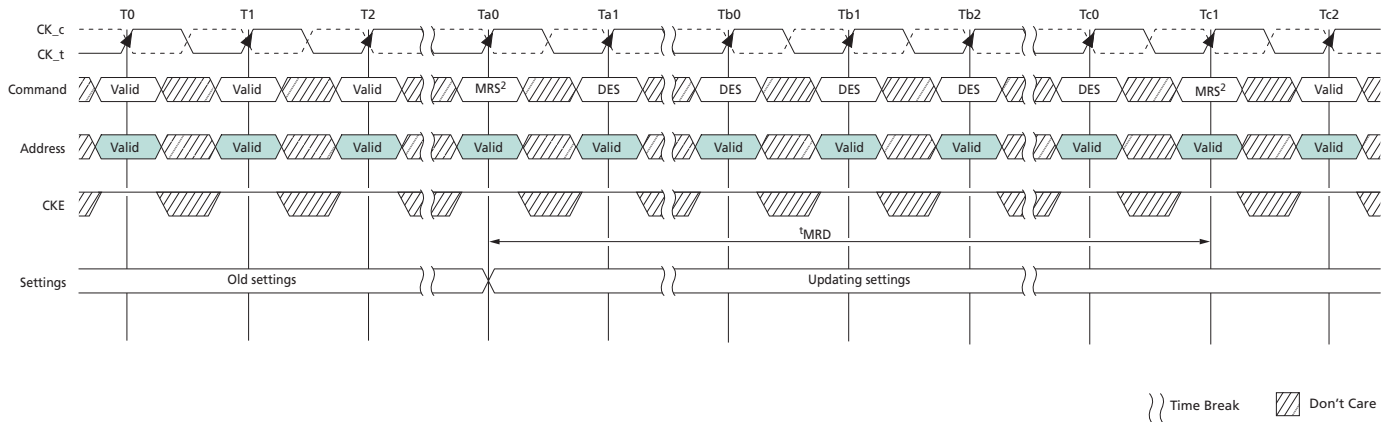 T0 T1 T2 Ta0 Ta1 Tb0 Tb1 Tb2 Tc0 Tc1 Tc2
CK_c
CK_t
Command Valid Valid Valid MRS² DES DES DES DES DES MRS² Valid
Address Valid Valid Valid Valid Valid Valid Valid Valid Valid Valid Valid
CKE
ᵗMRD
Settings Old settings Updating settings
Time Break Don't Care